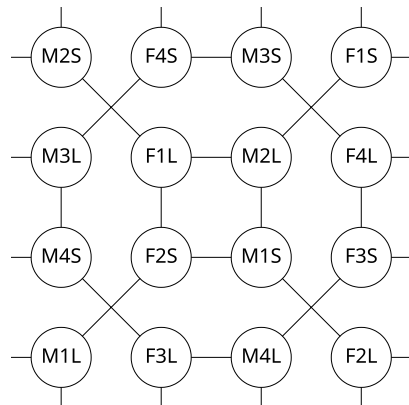 M2S F4S M3S F1S
M3L F1L M2L F4L
M4S F2S M1S F3S
M1L F3L M4L F2L